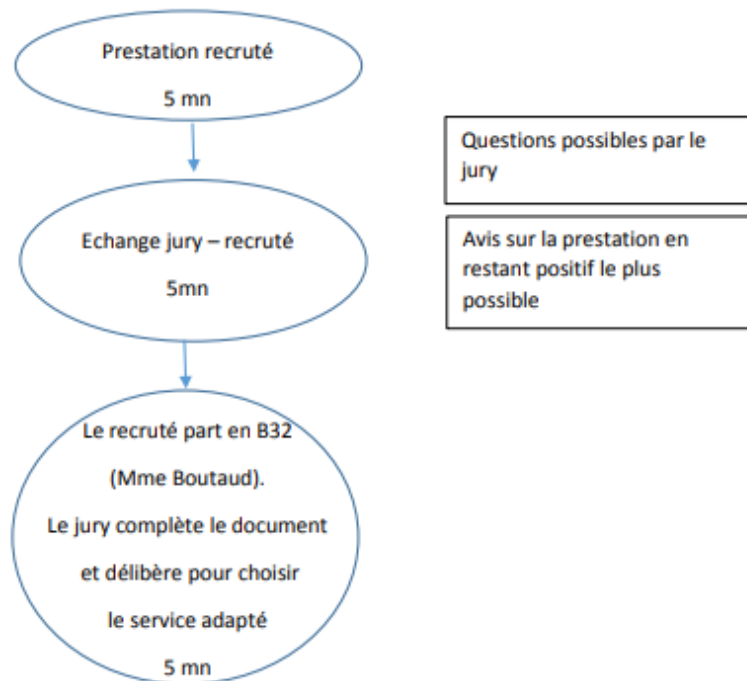 Prestation recruté
5 mn
Questions possibles par le
jury
Echange jury – recruté
5mn
Avis sur la prestation en
restant positif le plus
possible
Le recruté part en B32
(Mme Boutaud).
Le jury complète le document
et délibère pour choisir
le service adapté
5 mn